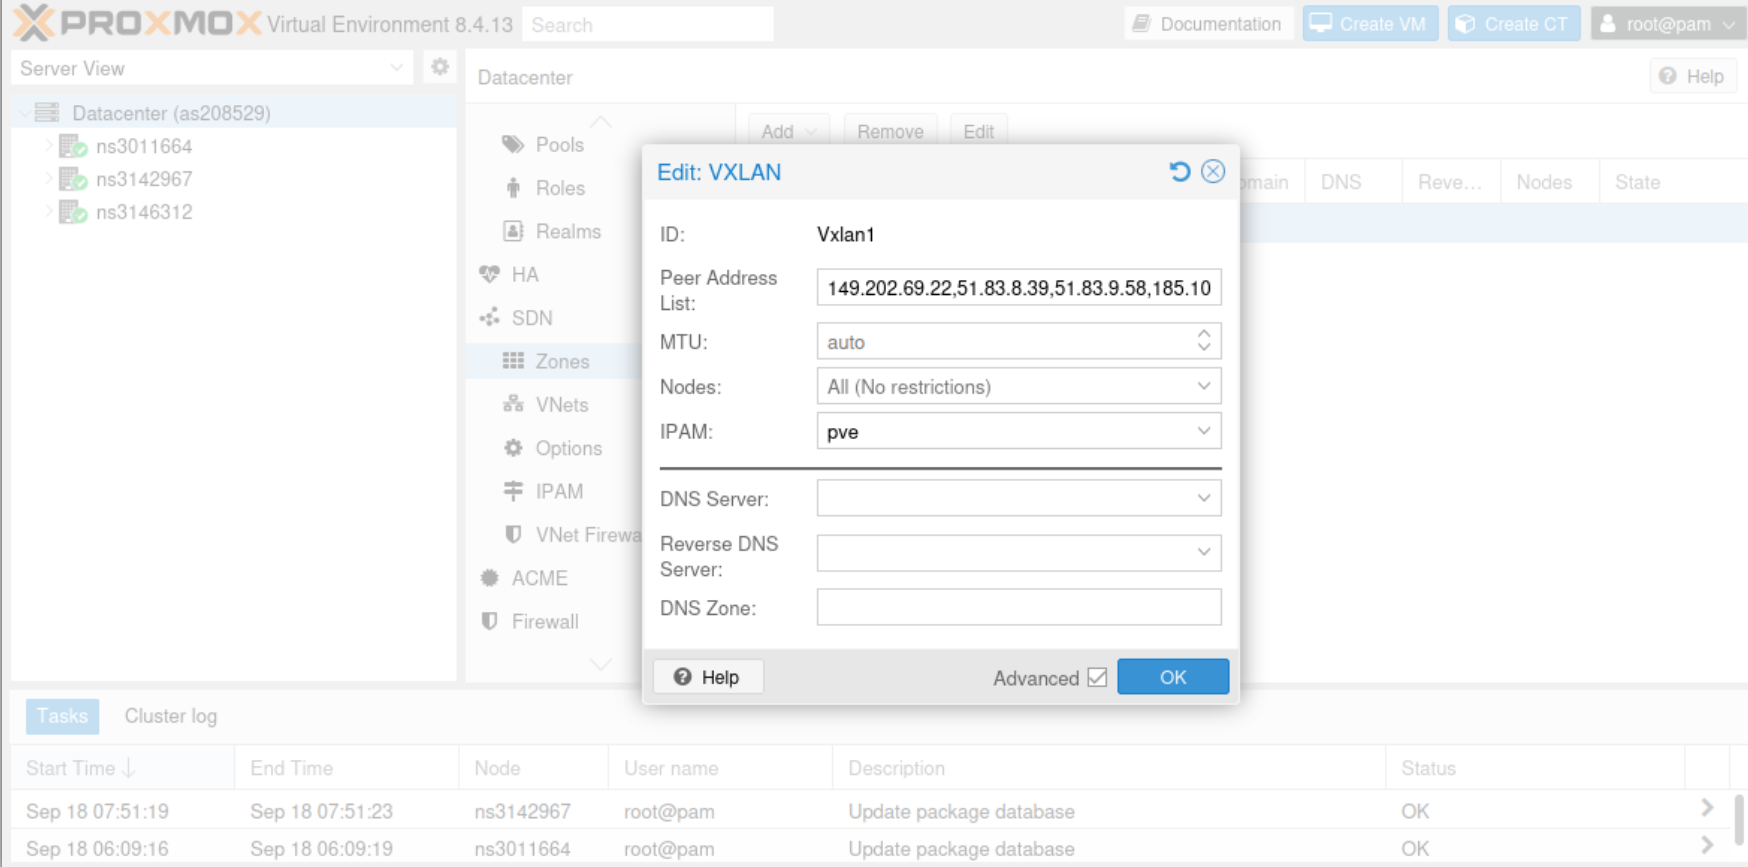 PROXMOX Virtual Environment 8.4.13 Search Documentation Create VM Create CT root@pam
Server View
Datacenter (as208529)
ns3011664
ns3142967
ns3146312
Datacenter Help
Pools
Roles
Realms
HA
SDN
Zones
VNets
Options
IPAM
VNet Firewa
ACME
Firewall
Add Remove Edit
omain DNS Reve... Nodes State
Edit: VXLAN
ID: Vxlan1
Peer Address
List: 149.202.69.22,51.83.8.39,51.83.9.58,185.10
MTU: auto
Nodes: All (No restrictions)
IPAM: pve
DNS Server:
Reverse DNS
Server:
DNS Zone:
Help Advanced OK
Tasks Cluster log
Start Time End Time Node User name Description Status
Sep 18 07:51:19 Sep 18 07:51:23 ns3142967 root@pam Update package database OK
Sep 18 06:09:16 Sep 18 06:09:19 ns3011664 root@pam Update package database OK